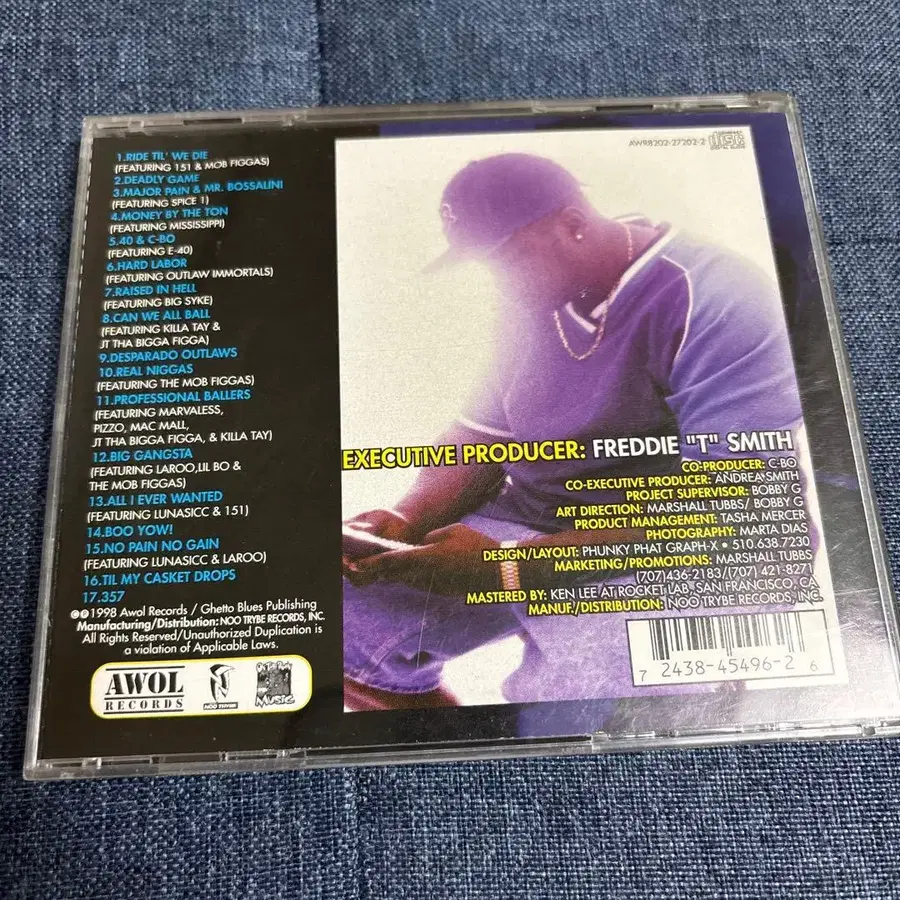 1.RIDE TIL' WE DIE
(FEATURING 151 & MOB FIGGAS)
2.DEADLY GAME
3.MAJOR PAIN & MR. BOSSALINI
(FEATURING SPICE 1)
4.MONEY BY THE TON
(FEATURING MISSISSIPPI)
5.40 & C-BO
(FEATURING E-40)
6.HARD LABOR
(FEATURING OUTLAW IMMORTALS)
7.RAISED IN HELL
(FEATURING BIG SYKE)
8.CAN WE ALL BALL
(FEATURING KILLA TAY &
JT THA BIGGA FIGGA)
9.DESPARADO OUTLAWS
10.REAL NIGGAS
(FEATURING THE MOB FIGGAS)
11.PROFESSIONAL BALLERS
(FEATURING MARVALESS,
PIZZO, MAC MALL,
JT THA BIGGA FIGGA, & KILLA TAY)
12.BIG GANGSTA
(FEATURING LAROO,LIL BO &
THE MOB FIGGAS)
13.ALL I EVER WANTED
(FEATURING LUNASICC & 151)
14.BOO YOW!
15.NO PAIN NO GAIN
(FEATURING LUNASICC & LAROO)
16.TIL MY CASKET DROPS
17.357
©℗1998 Awol Records / Ghetto Blues Publishing
Manufacturing/Distribution: NOO TRYBE RECORDS, INC.
All Rights Reserved/Unauthorized Duplication is
a violation of Applicable Laws.
AWOL
RECORDS
NOO TRYBE
MUSIC
AW98202-27202-2
COMPACT
disc
DIGITAL AUDIO
EXECUTIVE PRODUCER: FREDDIE "T" SMITH
CO-PRODUCER: C-BO
CO-EXECUTIVE PRODUCER: ANDREA SMITH
PROJECT SUPERVISOR: BOBBY G
ART DIRECTION: MARSHALL TUBBS/ BOBBY G
PRODUCT MANAGEMENT: TASHA MERCER
PHOTOGRAPHY: MARTA DIAS
DESIGN/LAYOUT: PHUNKY PHAT GRAPH-X • 510.638.7230
MARKETING/PROMOTIONS: MARSHALL TUBBS
(707)436-2183/(707) 421-8271
MASTERED BY: KEN LEE AT ROCKET LAB, SAN FRANCISCO, CA
MANUF./DISTRIBUTION: NOO TRYBE RECORDS, INC.
7 24384-5496-2 6